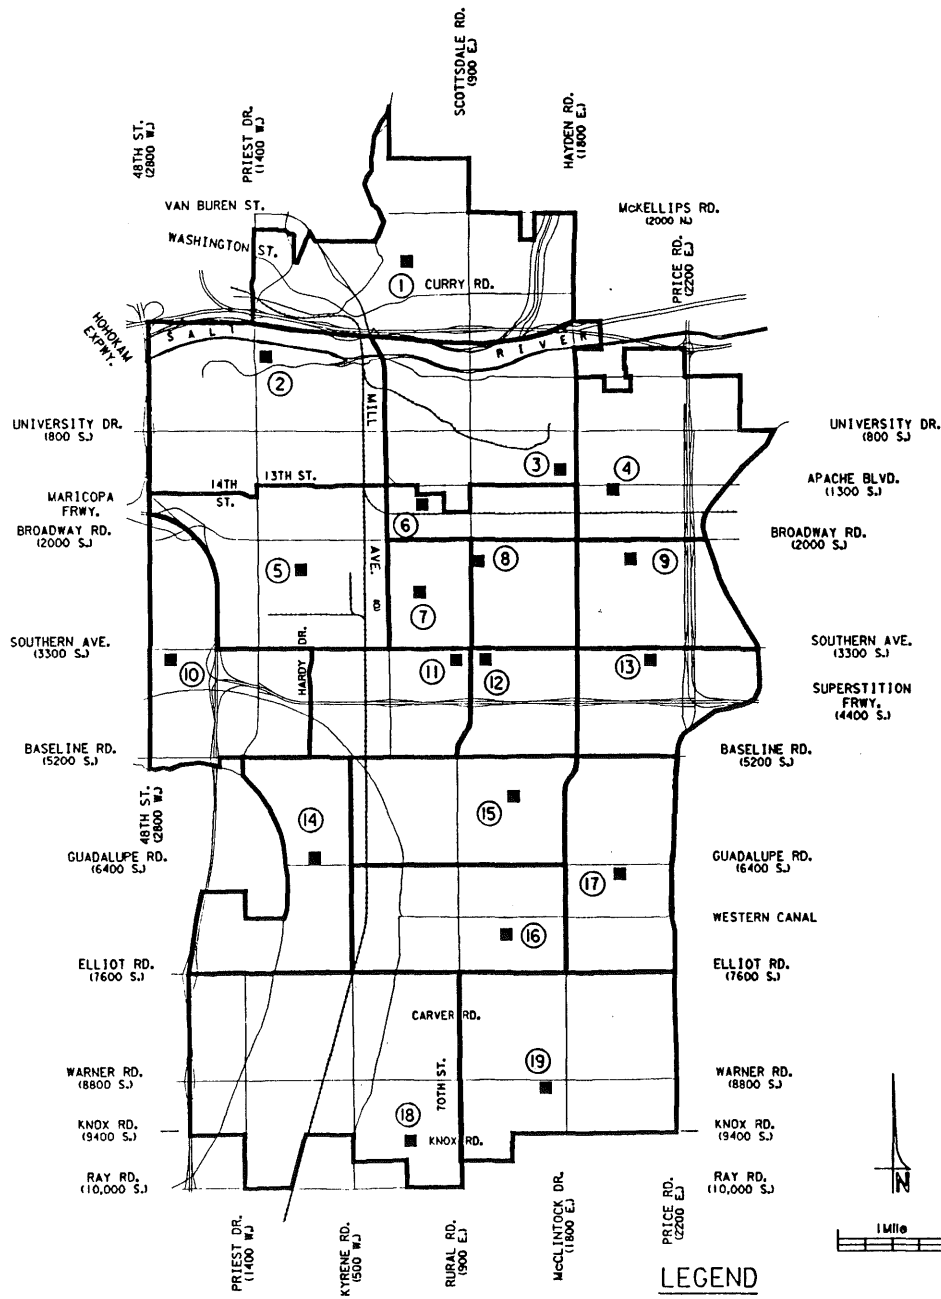 SCOTTSDALE RD.
(900 E.)
HAYDEN RD.
(1800 E.)
48TH ST.
(2800 W.)
PRIEST DR.
(1400 W.)
VAN BUREN ST.
WASHINGTON ST.
McKELLIPS RD.
(2000 N.)
PRICE RD.
(2200 E.)
1
CURRY RD.
HOHOKAM
EXPWY.
SALT
RIVER
2
MILL
UNIVERSITY DR.
(800 S.)
UNIVERSITY DR.
(800 S.)
3
4
13TH ST.
14TH
ST.
APACHE BLVD.
(1300 S.)
MARICOPA
FRWY.
6
BROADWAY RD.
(2000 S.)
BROADWAY RD.
(2000 S.)
AVE.
RD.
5
8
9
7
SOUTHERN AVE.
(3300 S.)
SOUTHERN AVE.
(3300 S.)
HARDY DR.
10
11
12
13
SUPERSTITION
FRWY.
(4400 S.)
BASELINE RD.
(5200 S.)
BASELINE RD.
(5200 S.)
48TH ST.
(2800 W.)
14
15
GUADALUPE RD.
(6400 S.)
GUADALUPE RD.
(6400 S.)
17
WESTERN CANAL
16
ELLIOT RD.
(7600 S.)
ELLIOT RD.
(7600 S.)
CARVER RD.
70TH ST.
19
WARNER RD.
(8800 S.)
WARNER RD.
(8800 S.)
18
KNOX RD.
KNOX RD.
(9400 S.)
KNOX RD.
(9400 S.)
RAY RD.
(10,000 S.)
RAY RD.
(10,000 S.)
N
PRIEST DR.
(1400 W.)
KYRENE RD.
(500 W.)
RURAL RD.
(900 E.)
McCLINTOCK DR.
(1800 E.)
PRICE RD.
(2200 E.)
1 Mile
LEGEND